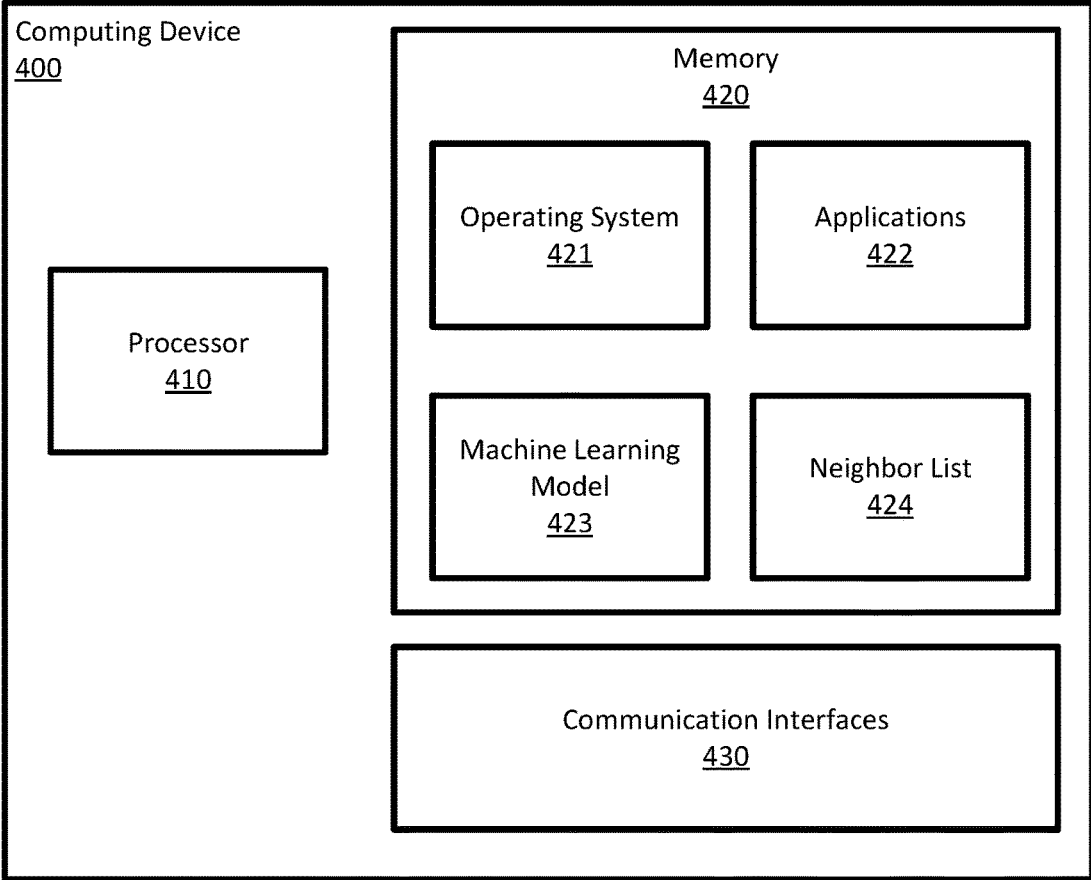 Computing Device
400
Memory
420
Operating System
421
Applications
422
Processor
410
Machine Learning
Model
423
Neighbor List
424
Communication Interfaces
430